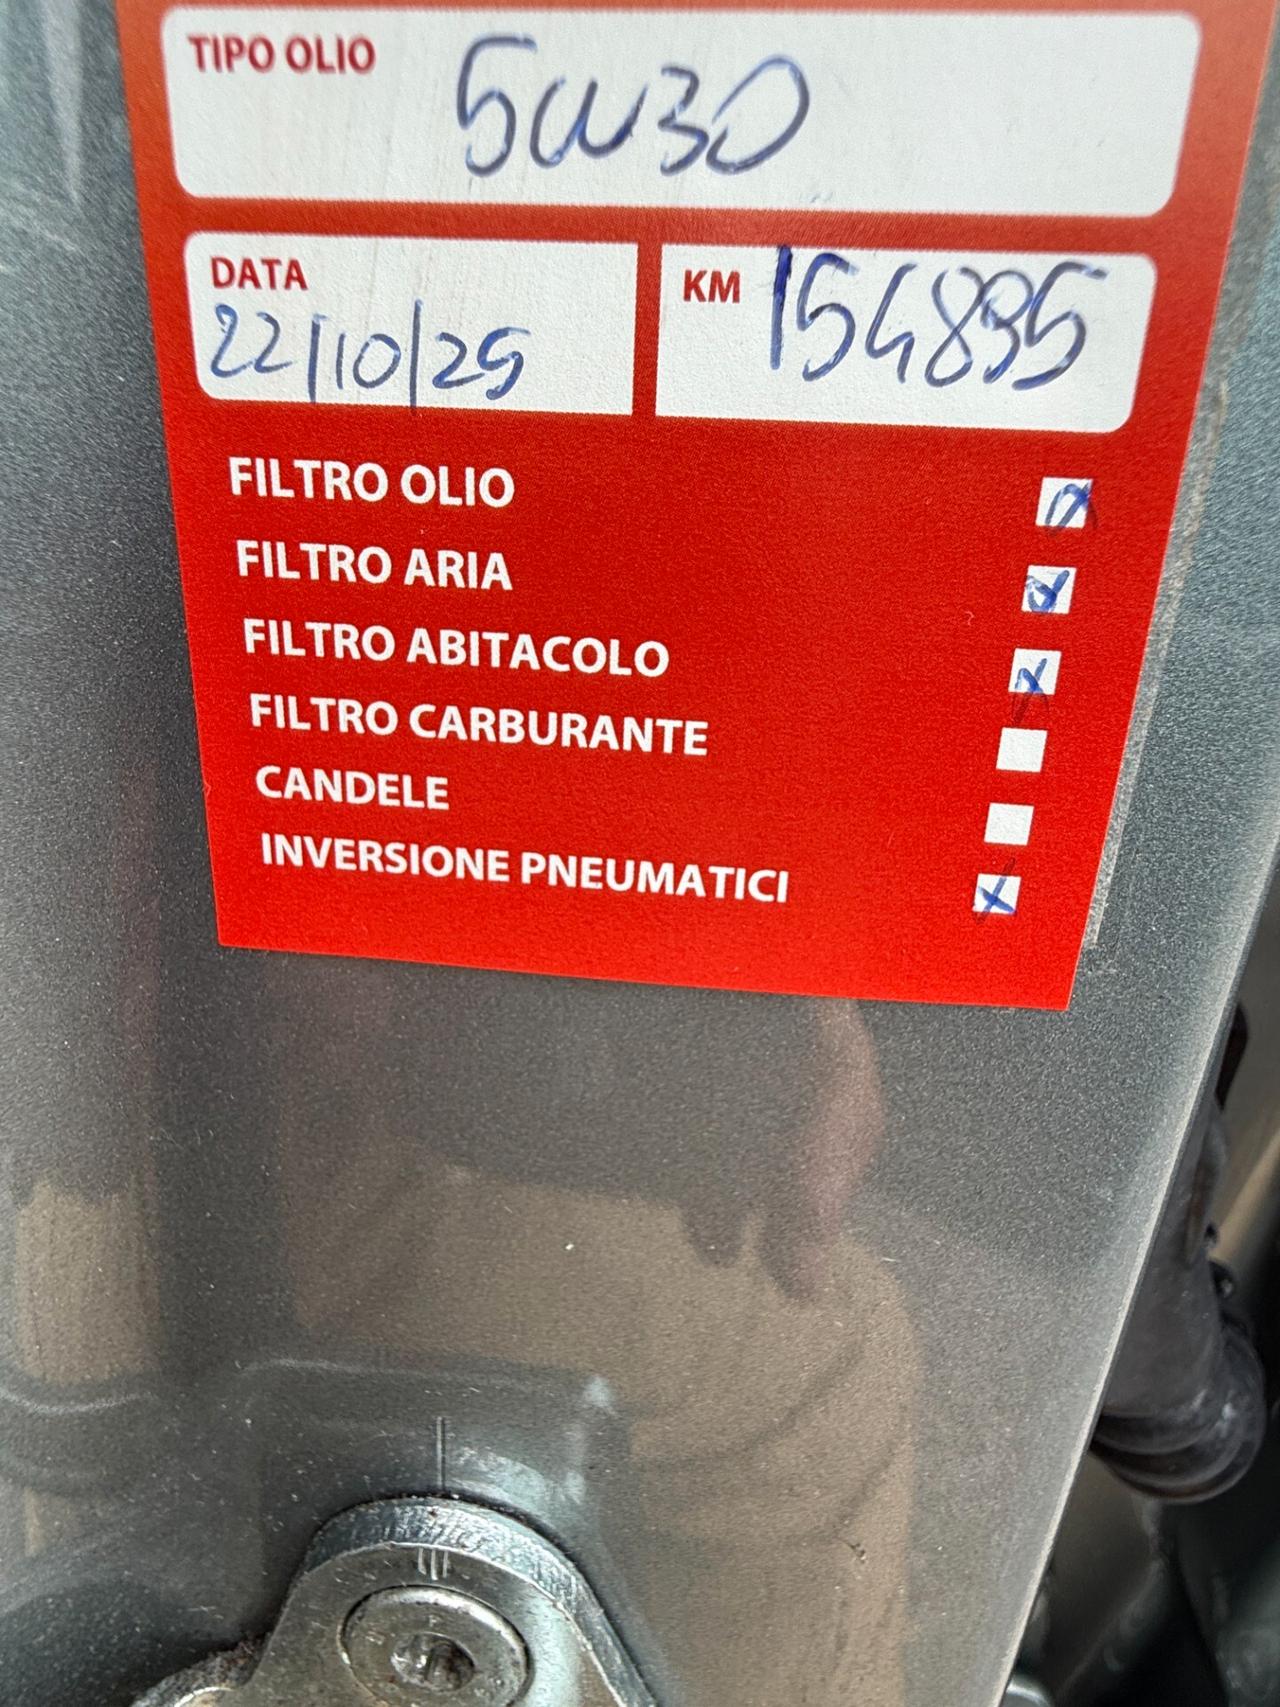 TIPO OLIO 5W30
DATA 22/10/25
KM 154895
FILTRO OLIO
FILTRO ARIA
FILTRO ABITACOLO
FILTRO CARBURANTE
CANDELE
INVERSIONE PNEUMATICI